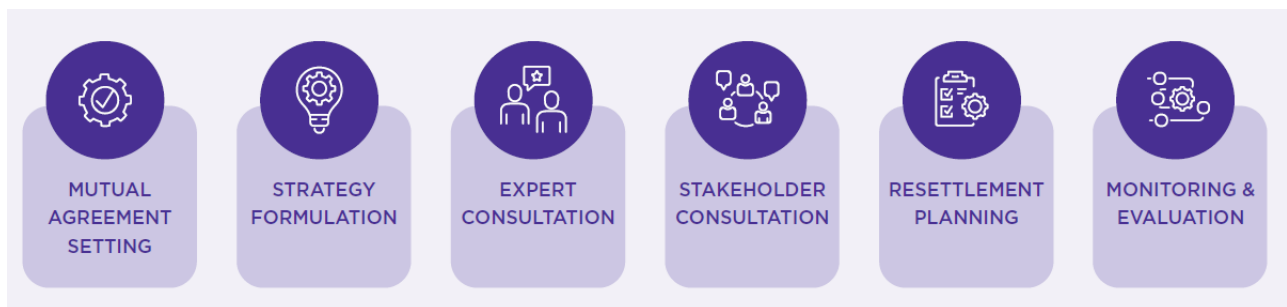 MUTUAL
AGREEMENT
SETTING
STRATEGY
FORMULATION
EXPERT
CONSULTATION
STAKEHOLDER
CONSULTATION
RESETTLEMENT
PLANNING
MONITORING &
EVALUATION